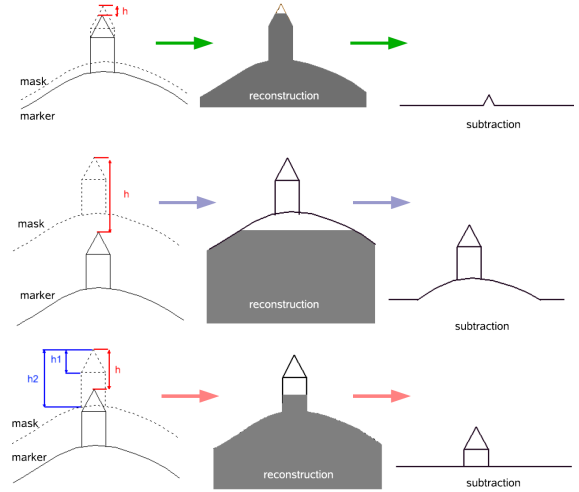 h
mask
marker
reconstruction
subtraction
h
mask
marker
reconstruction
subtraction
h1
h2
h
mask
marker
reconstruction
subtraction